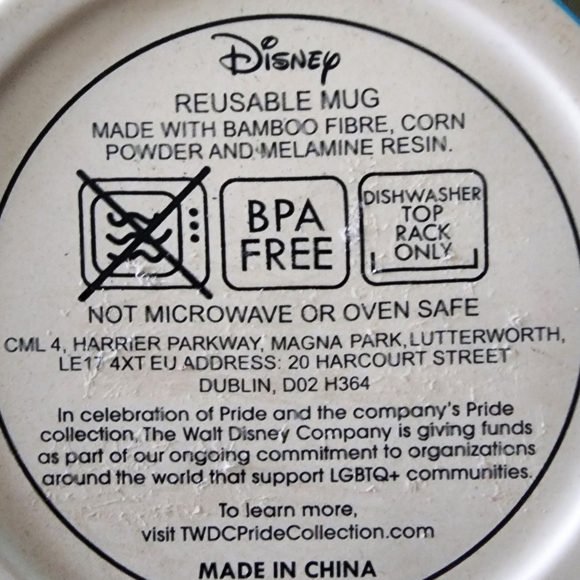 Disney
REUSABLE MUG
MADE WITH BAMBOO FIBRE, CORN
POWDER AND MELAMINE RESIN.
BPA
FREE
DISHWASHER
TOP
RACK
ONLY
NOT MICROWAVE OR OVEN SAFE
CML 4, HARRIER PARKWAY, MAGNA PARK, LUTTERWORTH,
LE17 4XT EU ADDRESS: 20 HARCOURT STREET
DUBLIN, D02 H364
In celebration of Pride and the company's Pride
collection, The Walt Disney Company is giving funds
as part of our ongoing commitment to organizations
around the world that support LGBTQ+ communities.
To learn more,
visit TWDCPrideCollection.com
MADE IN CHINA